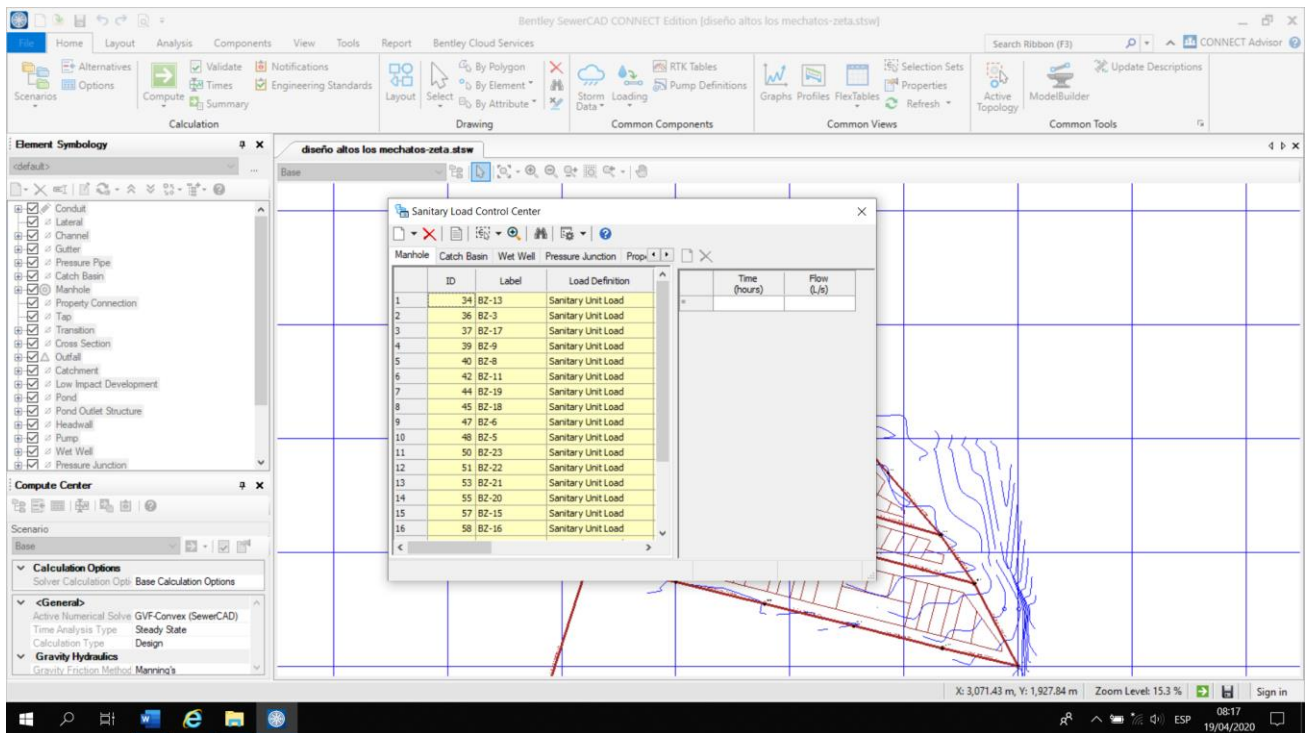 Bentley SewerCAD CONNECT Edition [diseño altos los mechatos-zeta.stsw]
File Home Layout Analysis Components View Tools Report Bentley Cloud Services Search Ribbon (F3) CONNECT Advisor
Alternatives Validate Notifications By Polygon RTK Tables Selection Sets Update Descriptions
Options Times Engineering Standards By Element Pump Definitions Properties
Scenarios Compute Summary Layout Select By Attribute Storm Data Loading Graphs Profiles FlexTables Refresh Active Topology ModelBuilder
Calculation Drawing Common Components Common Views Common Tools
Element Symbology
diseño altos los mechatos-zeta.stsw
<default>
Base
Conduit
Lateral
Channel
Gutter
Pressure Pipe
Catch Basin
Manhole
Property Connection
Tap
Transition
Cross Section
Outfall
Catchment
Low Impact Development
Pond
Pond Outlet Structure
Headwall
Pump
Wet Well
Pressure Junction
Compute Center
Scenario
Base
Calculation Options
Solver Calculation Opti Base Calculation Options
<General>
Active Numerical Solve GVF-Convex (SewerCAD)
Time Analysis Type Steady State
Calculation Type Design
Gravity Hydraulics
Gravity Friction Method Manning's
Sanitary Load Control Center
Manhole Catch Basin Wet Well Pressure Junction Prope
ID Label Load Definition
1 34 BZ-13 Sanitary Unit Load
2 36 BZ-3 Sanitary Unit Load
3 37 BZ-17 Sanitary Unit Load
4 39 BZ-9 Sanitary Unit Load
5 40 BZ-8 Sanitary Unit Load
6 42 BZ-11 Sanitary Unit Load
7 44 BZ-19 Sanitary Unit Load
8 45 BZ-18 Sanitary Unit Load
9 47 BZ-6 Sanitary Unit Load
10 48 BZ-5 Sanitary Unit Load
11 50 BZ-23 Sanitary Unit Load
12 51 BZ-22 Sanitary Unit Load
13 53 BZ-21 Sanitary Unit Load
14 55 BZ-20 Sanitary Unit Load
15 57 BZ-15 Sanitary Unit Load
16 58 BZ-16 Sanitary Unit Load
Time (hours) Flow (L/s)
X: 3,071.43 m, Y: 1,927.84 m Zoom Level: 15.3 % Sign in
ESP 08:17
19/04/2020